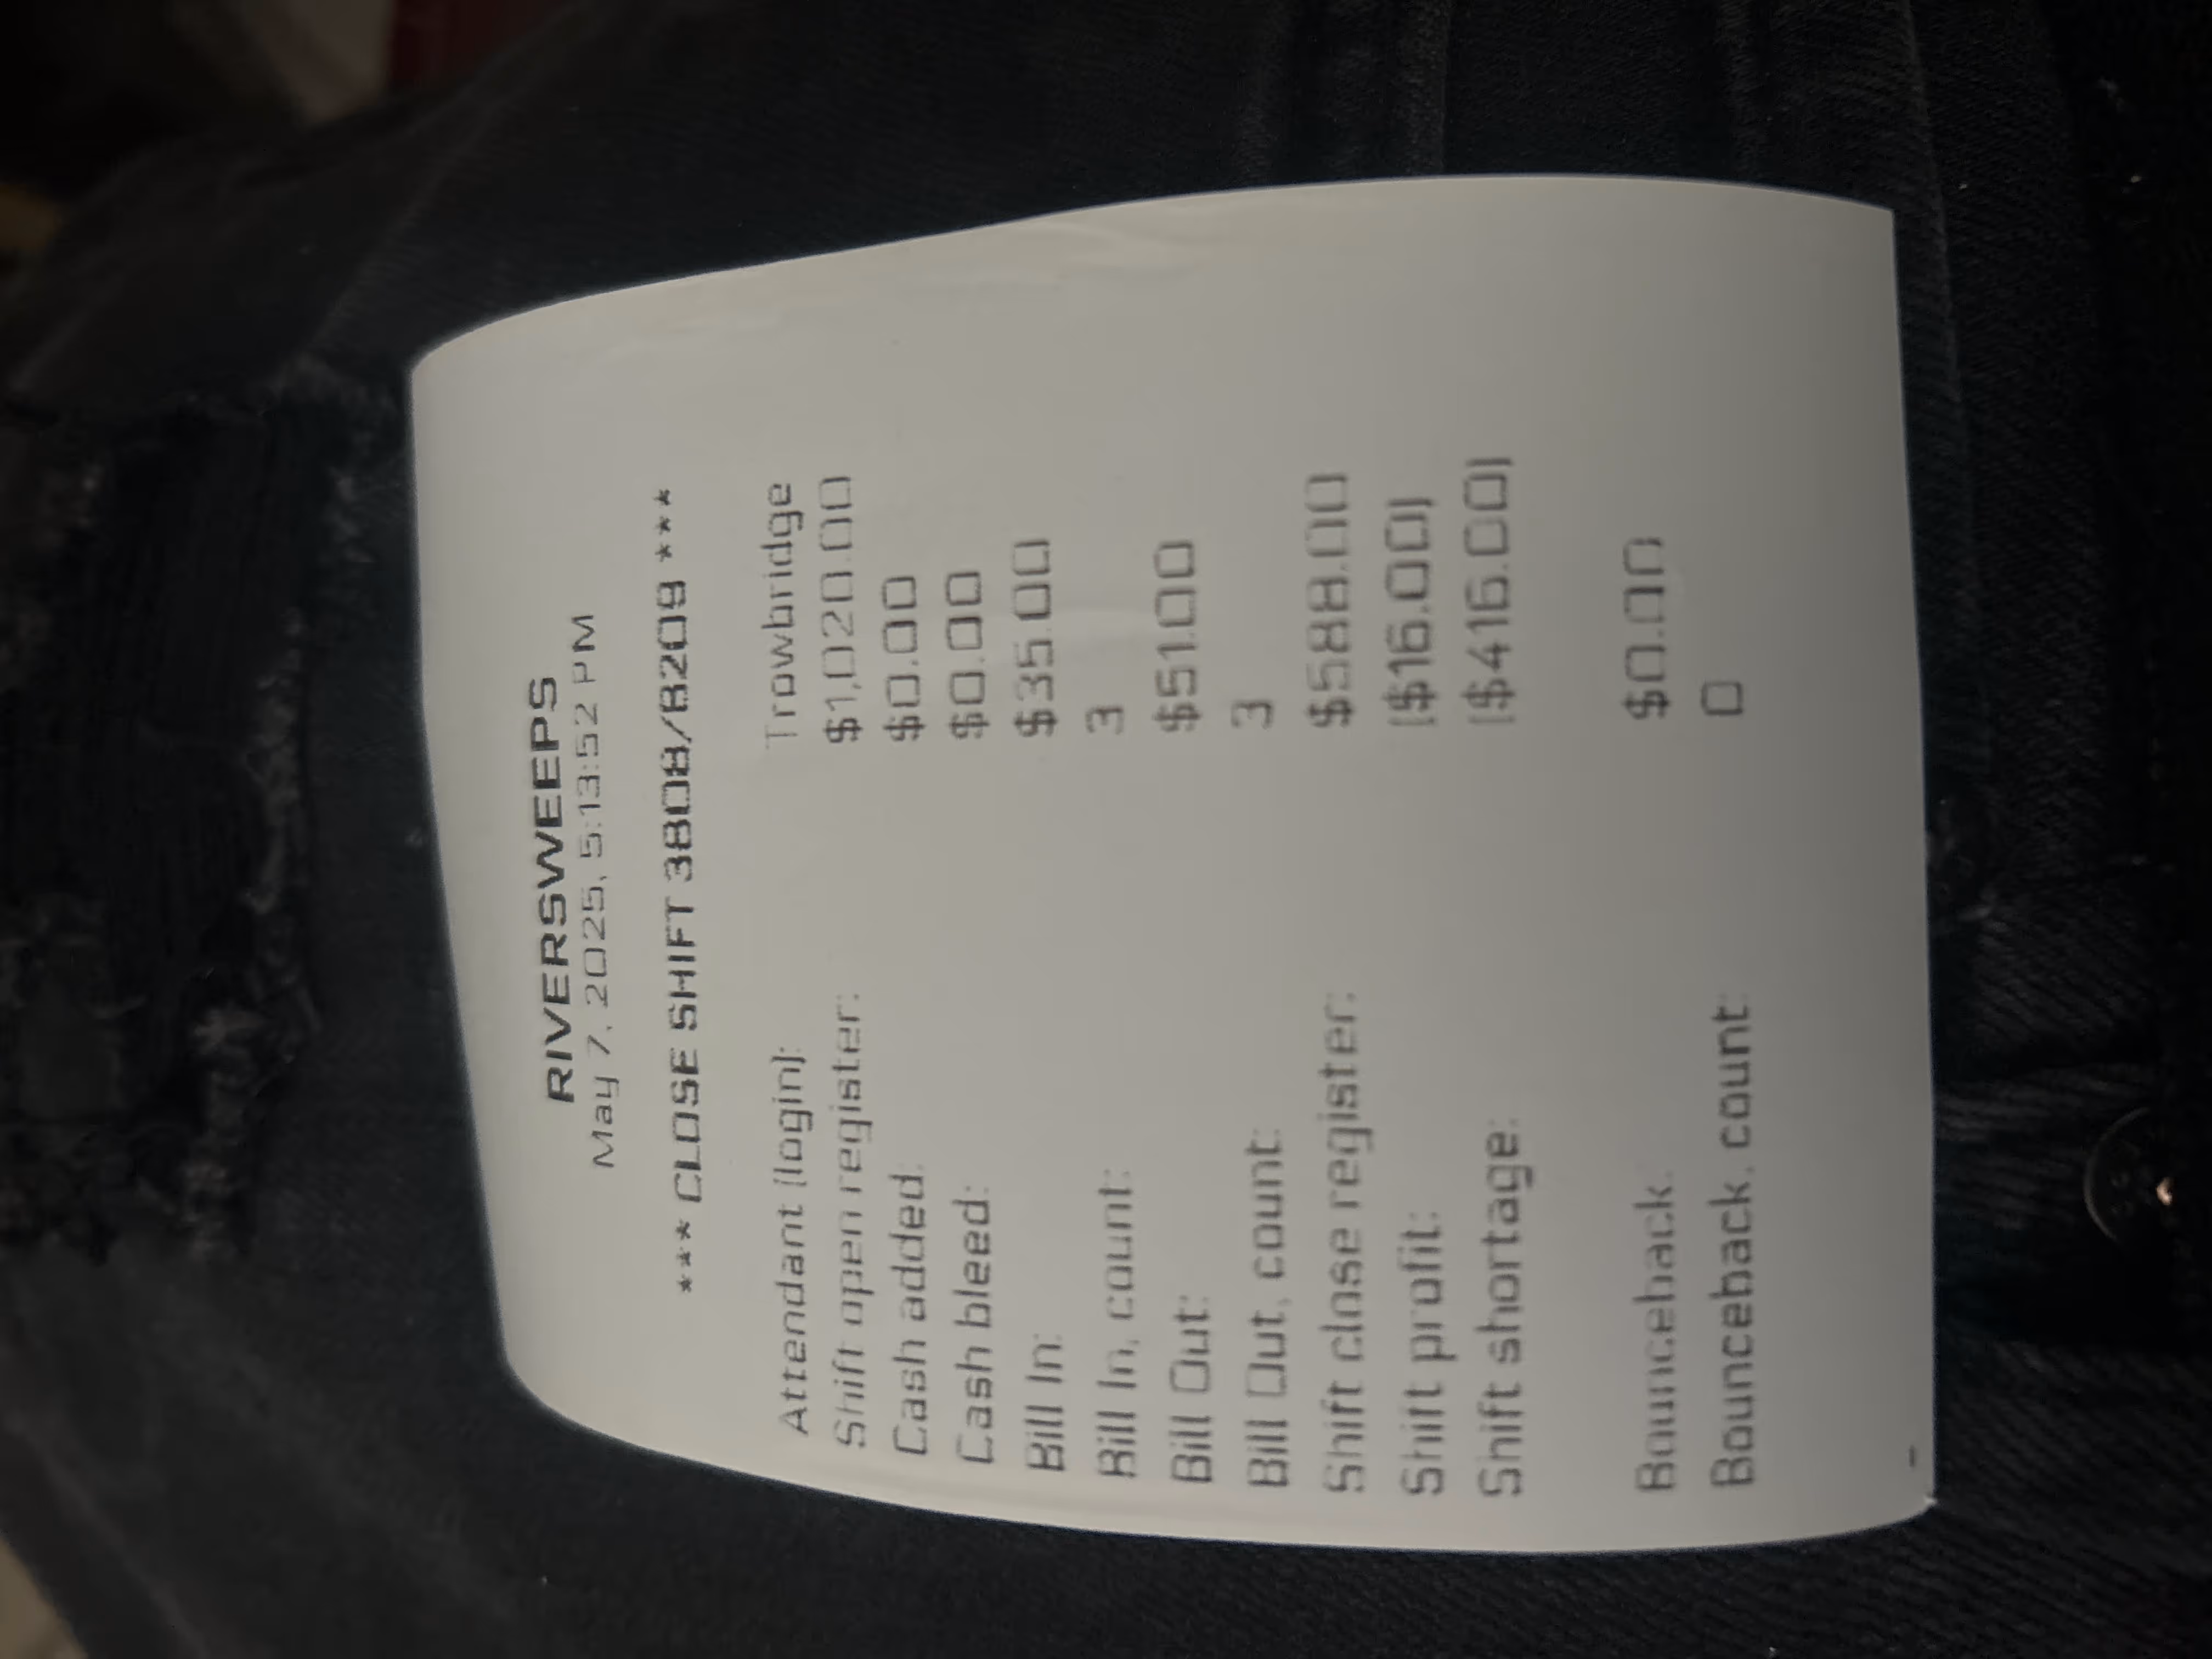 RIVERSWEEPS
May 7, 2025, 5:13:52 PM
*** CLOSE SHIFT 3808/8209 ***
Attendant (login): Trowbridge
Shift open register: $1,020.00
Cash added: $0.00
Cash bleed: $0.00
Bill In: $35.00
Bill In, count: 3
Bill Out: $51.00
Bill Out, count: 3
Shift close register: $588.00
Shift profit: ($16.00)
Shift shortage: ($416.00)
Bounceback: $0.00
Bounceback, count: 0